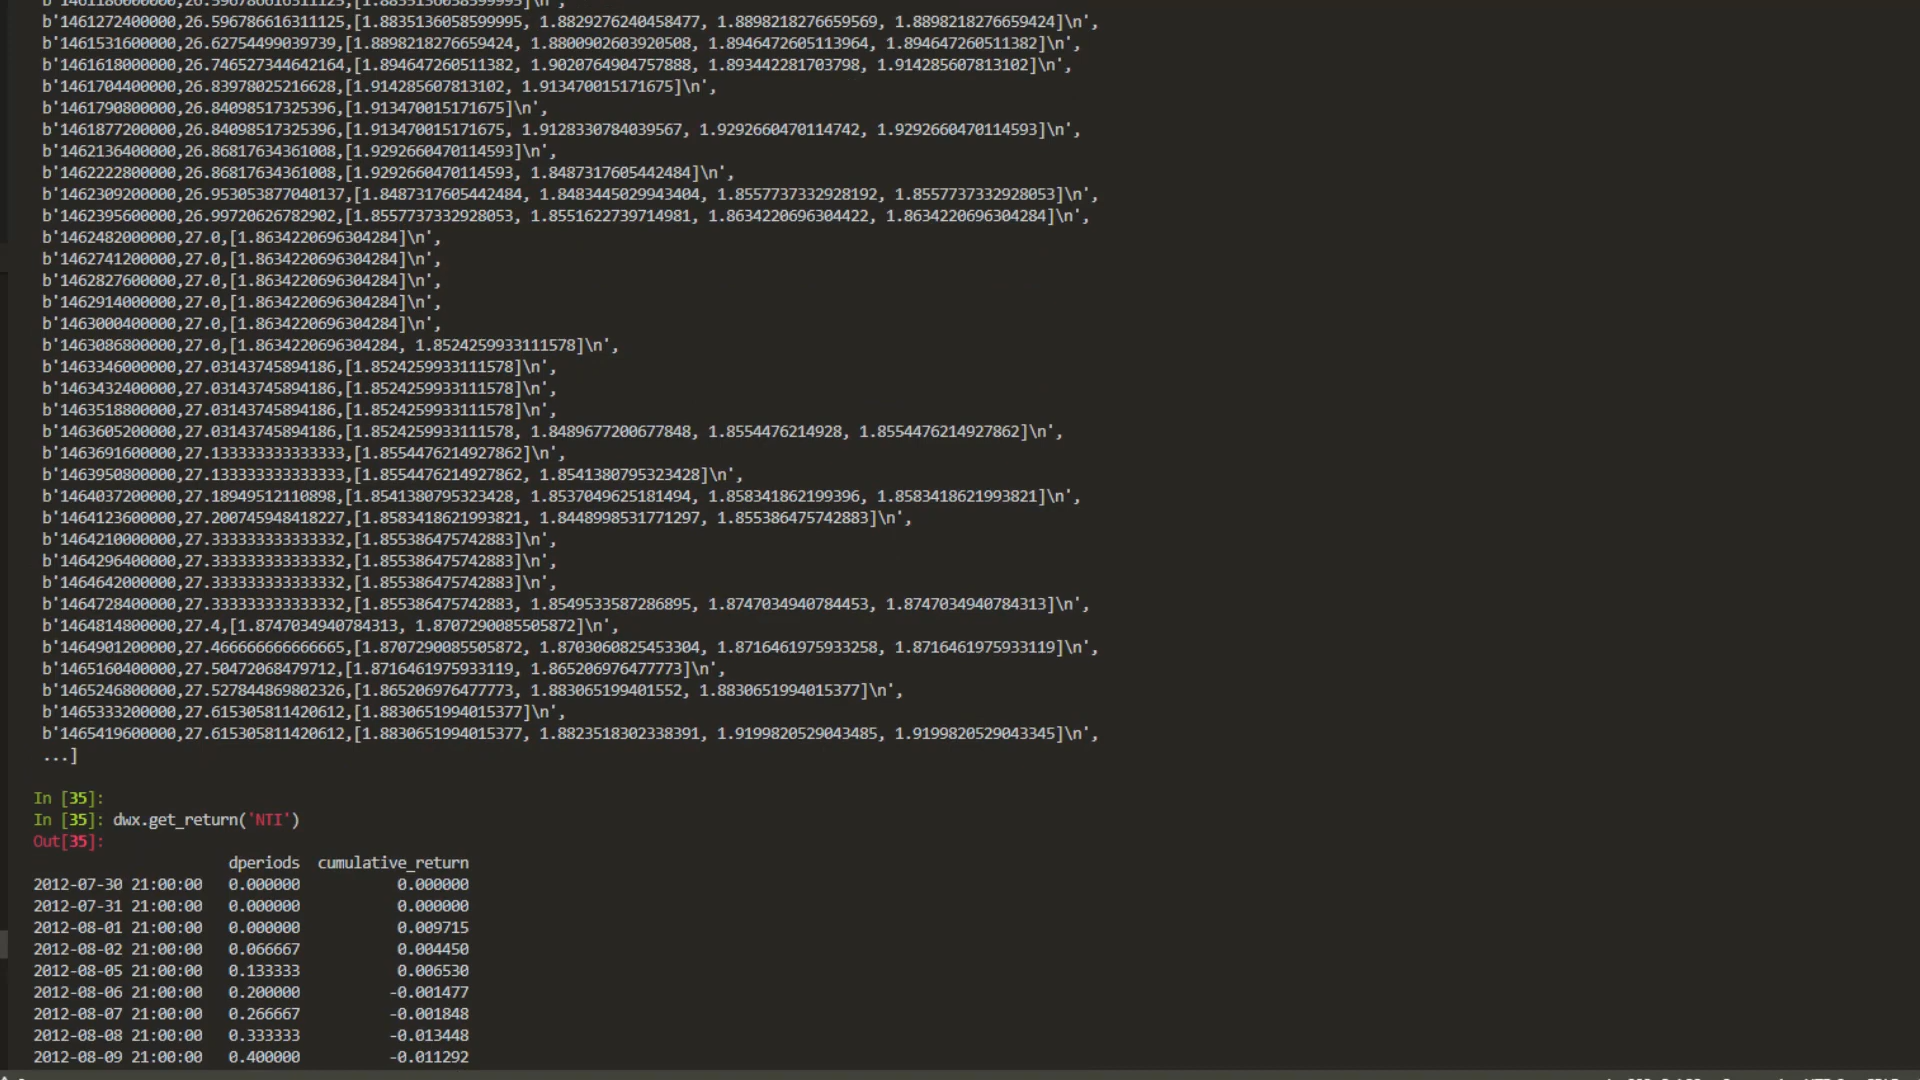 b'1461272400000,26.596786616311125,[1.8835136058599995, 1.8829276240458477, 1.8898218276659569, 1.8898218276659424]\n',
b'1461531600000,26.62754499039739,[1.8898218276659424, 1.8800902603920508, 1.8946472605113964, 1.894647260511382]\n',
b'1461618000000,26.746527344642164,[1.894647260511382, 1.9020764904757888, 1.893442281703798, 1.914285607813102]\n',
b'1461704400000,26.83978025216628,[1.914285607813102, 1.913470015171675]\n',
b'1461790800000,26.84098517325396,[1.913470015171675]\n',
b'1461877200000,26.84098517325396,[1.913470015171675, 1.9128330784039567, 1.9292660470114742, 1.9292660470114593]\n',
b'1462136400000,26.86817634361008,[1.9292660470114593]\n',
b'1462222800000,26.86817634361008,[1.9292660470114593, 1.8487317605442484]\n',
b'1462309200000,26.953053877040137,[1.8487317605442484, 1.8483445029943404, 1.8557737332928192, 1.8557737332928053]\n',
b'1462395600000,26.99720626782902,[1.8557737332928053, 1.8551622739714981, 1.8634220696304422, 1.8634220696304284]\n',
b'1462482000000,27.0,[1.8634220696304284]\n',
b'1462741200000,27.0,[1.8634220696304284]\n',
b'1462827600000,27.0,[1.8634220696304284]\n',
b'1462914000000,27.0,[1.8634220696304284]\n',
b'1463000400000,27.0,[1.8634220696304284]\n',
b'1463086800000,27.0,[1.8634220696304284, 1.8524259933111578]\n',
b'1463346000000,27.03143745894186,[1.8524259933111578]\n',
b'1463432400000,27.03143745894186,[1.8524259933111578]\n',
b'1463518800000,27.03143745894186,[1.8524259933111578]\n',
b'1463605200000,27.03143745894186,[1.8524259933111578, 1.8489677200677848, 1.8554476214928, 1.8554476214927862]\n',
b'1463691600000,27.133333333333333,[1.8554476214927862]\n',
b'1463950800000,27.133333333333333,[1.8554476214927862, 1.8541380795323428]\n',
b'1464037200000,27.18949512110898,[1.8541380795323428, 1.8537049625181494, 1.858341862199396, 1.8583418621993821]\n',
b'1464123600000,27.200745948418227,[1.8583418621993821, 1.8448998531771297, 1.855386475742883]\n',
b'1464210000000,27.333333333333332,[1.855386475742883]\n',
b'1464296400000,27.333333333333332,[1.855386475742883]\n',
b'1464642000000,27.333333333333332,[1.855386475742883]\n',
b'1464728400000,27.333333333333332,[1.855386475742883, 1.8549533587286895, 1.8747034940784453, 1.8747034940784313]\n',
b'1464814800000,27.4,[1.8747034940784313, 1.8707290085505872]\n',
b'1464901200000,27.466666666666665,[1.8707290085505872, 1.8703060825453304, 1.8716461975933258, 1.8716461975933119]\n',
b'1465160400000,27.50472068479712,[1.8716461975933119, 1.865206976477773]\n',
b'1465246800000,27.527844869802326,[1.865206976477773, 1.883065199401552, 1.8830651994015377]\n',
b'1465333200000,27.615305811420612,[1.8830651994015377]\n',
b'1465419600000,27.615305811420612,[1.8830651994015377, 1.8823518302338391, 1.9199820529043485, 1.9199820529043345]\n',
...]
In [35]:
In [35]: dwx.get_return('NTI')
Out[35]:
dperiods cumulative_return
2012-07-30 21:00:00 0.000000 0.000000
2012-07-31 21:00:00 0.000000 0.000000
2012-08-01 21:00:00 0.000000 0.009715
2012-08-02 21:00:00 0.066667 0.004450
2012-08-05 21:00:00 0.133333 0.006530
2012-08-06 21:00:00 0.200000 -0.001477
2012-08-07 21:00:00 0.266667 -0.001848
2012-08-08 21:00:00 0.333333 -0.013448
2012-08-09 21:00:00 0.400000 -0.011292